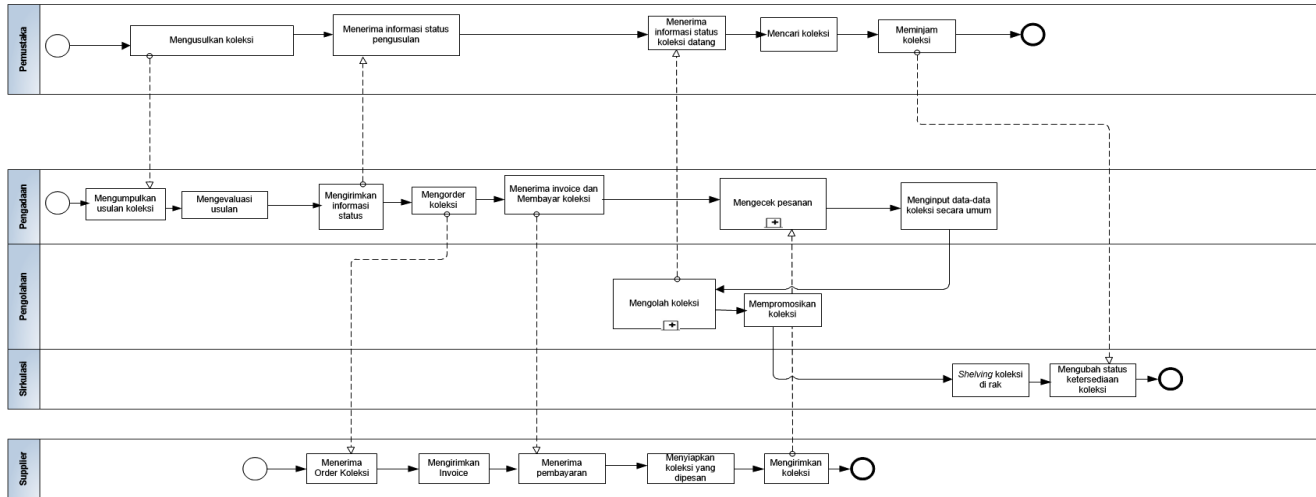 Pemustaka
Mengusulkan koleksi
Menerima informasi status
pengusulan
Menerima
informasi status
koleksi datang
Mencari koleksi
Meminjam
koleksi
Pengadaan
Mengumpulkan
usulan koleksi
Mengevaluasi
usulan
Mengirimkan
informasi
status
Mengorder
koleksi
Menerima invoice dan
Membayar koleksi
Mengecek pesanan
Menginput data-data
koleksi secara umum
Pengolahan
Mengolah koleksi
Mempromosikan
koleksi
Sirkulasi
Shelving koleksi
di rak
Mengubah status
ketersediaan
koleksi
Supplier
Menerima
Order Koleksi
Mengirimkan
Invoice
Menerima
pembayaran
Menyiapkan
koleksi yang
dipesan
Mengirimkan
koleksi